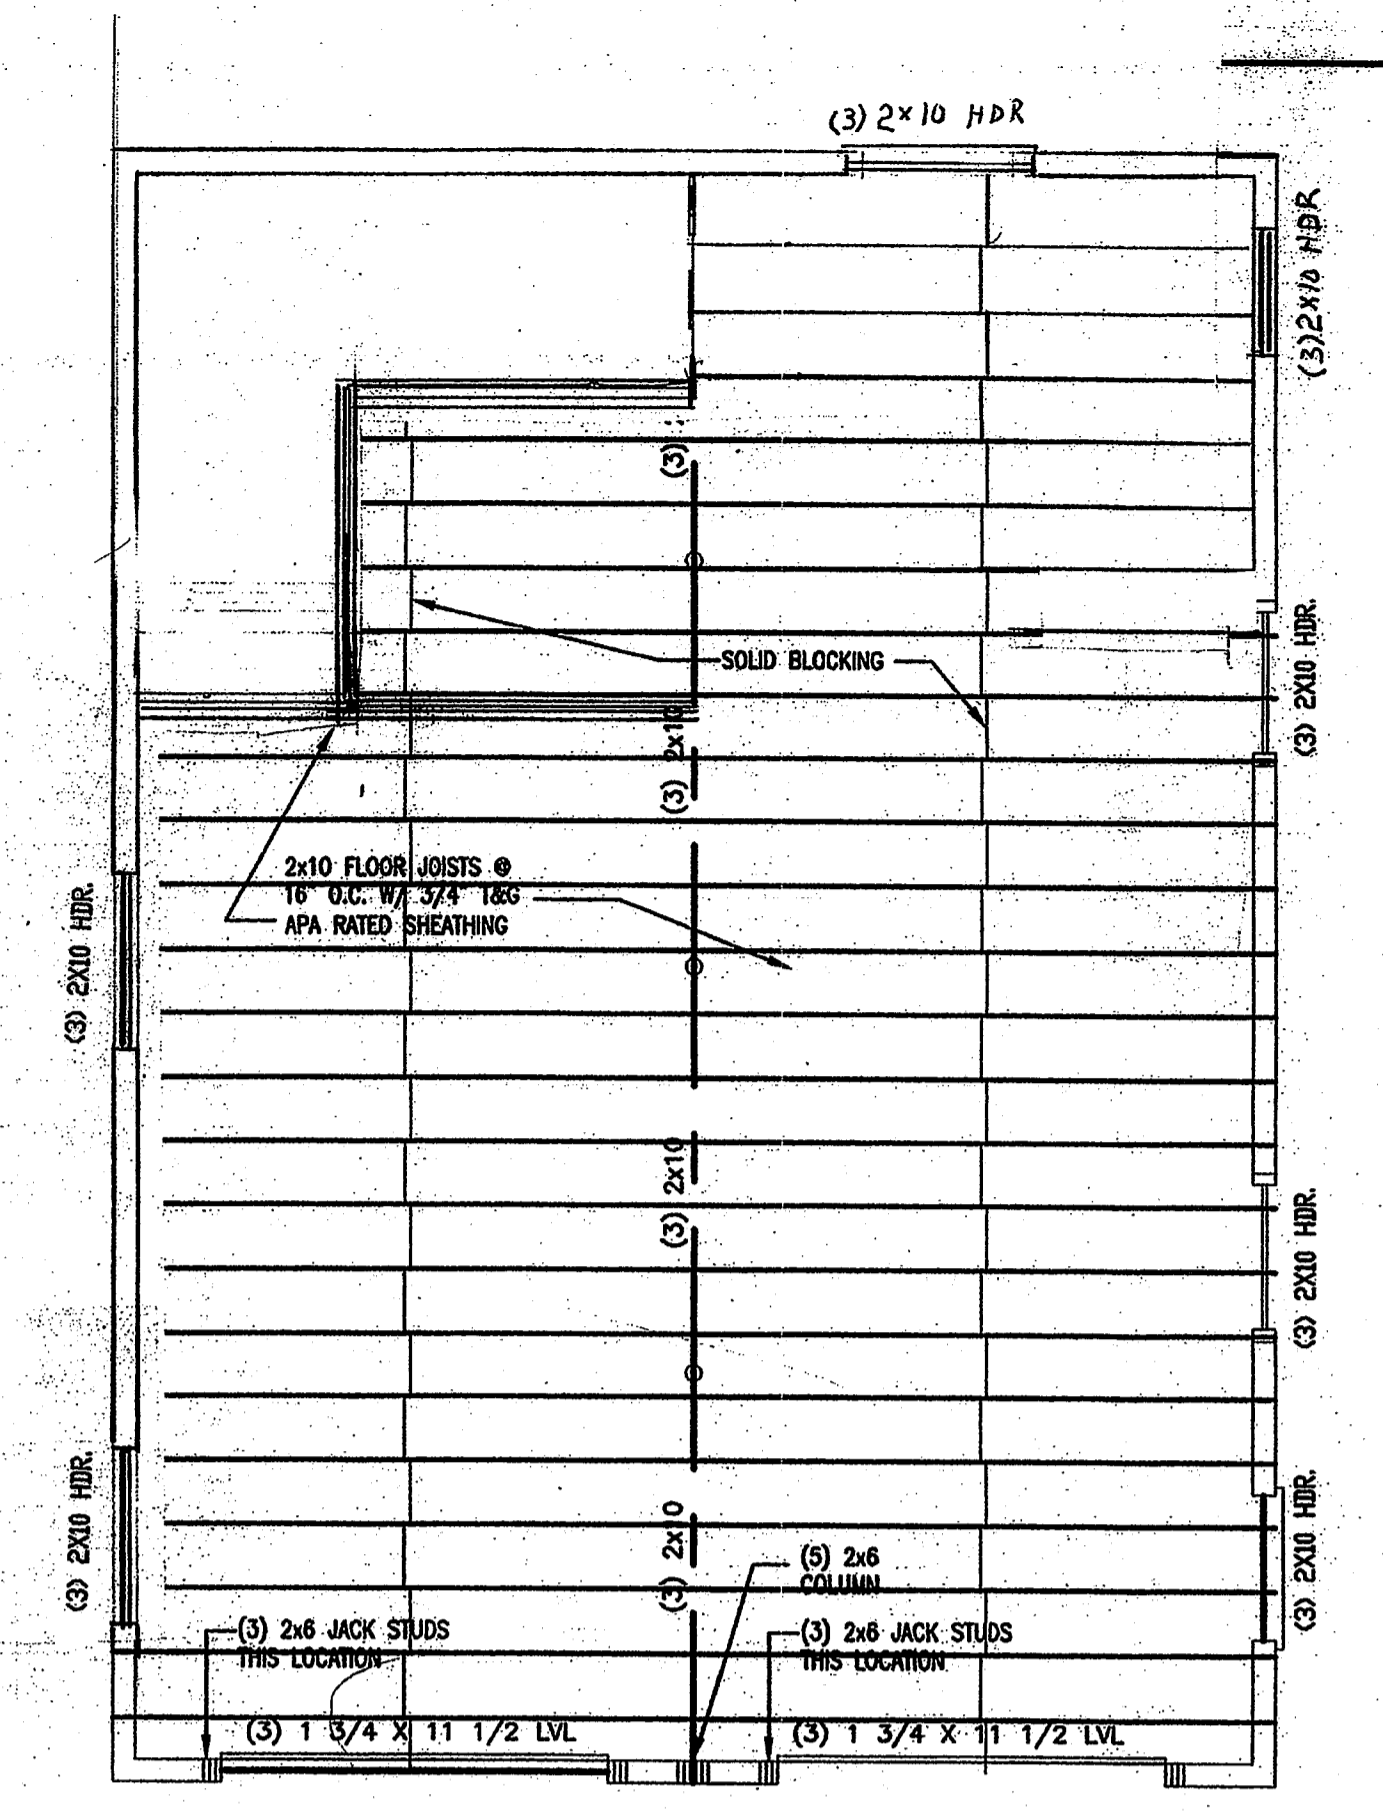 (3) 2x10 HDR
(3) 2x10 HDR
(3)
SOLID BLOCKING
(3) 2X10 HDR.
(3) 2x10
2x10 FLOOR JOISTS @
16" O.C. W/ 3/4" T&G
APA RATED SHEATHING
(3) 2X10 HDR.
(3) 2x10
(3) 2X10 HDR.
(3) 2X10 HDR.
(3) 2x10
(3) 2X10 HDR.
(5) 2x6
COLUMN
(3) 2x6 JACK STUDS
THIS LOCATION
(3) 2x6 JACK STUDS
THIS LOCATION
(3) 1 3/4 X 11 1/2 LVL
(3) 1 3/4 X 11 1/2 LVL